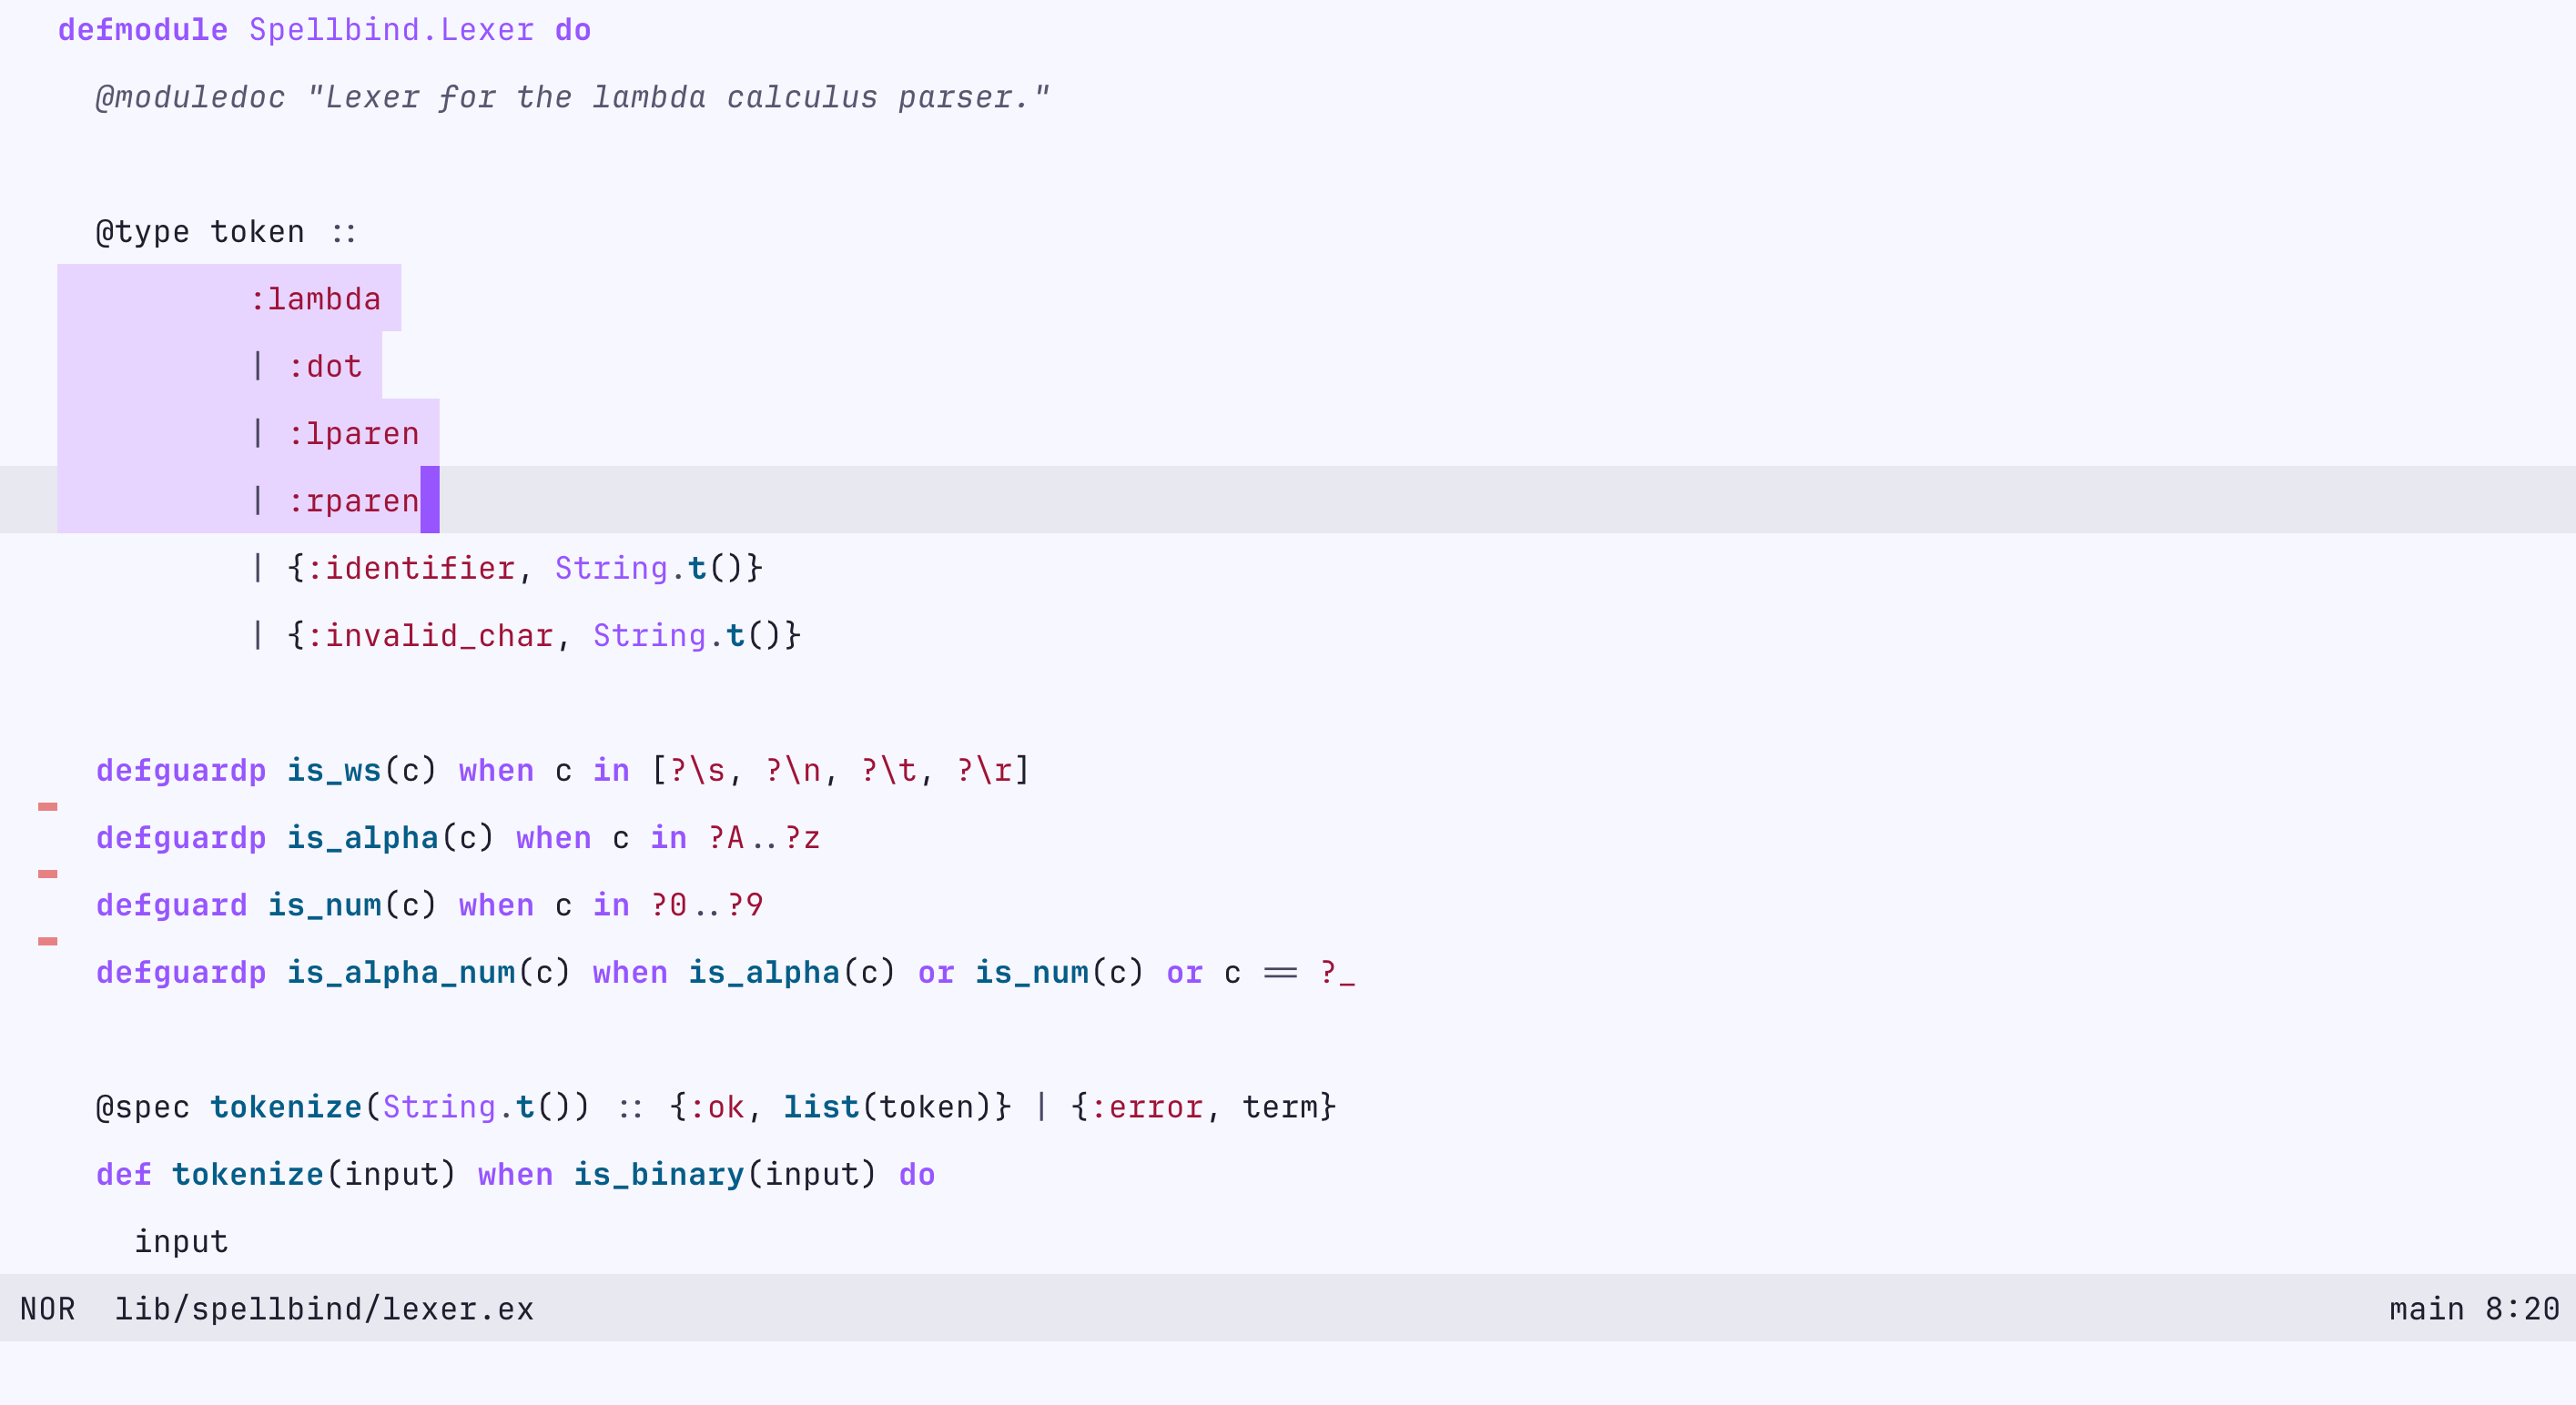 defmodule Spellbind.Lexer do
  @moduledoc "Lexer for the lambda calculus parser."

  @type token ::
          :lambda
          | :dot
          | :lparen
          | :rparen
          | {:identifier, String.t()}
          | {:invalid_char, String.t()}

  defguardp is_ws(c) when c in [?\s, ?\n, ?\t, ?\r]
  defguardp is_alpha(c) when c in ?A..?z
  defguard is_num(c) when c in ?0..?9
  defguardp is_alpha_num(c) when is_alpha(c) or is_num(c) or c == ?_

  @spec tokenize(String.t()) :: {:ok, list(token)} | {:error, term}
  def tokenize(input) when is_binary(input) do
    input
NOR  lib/spellbind/lexer.ex  main 8:20